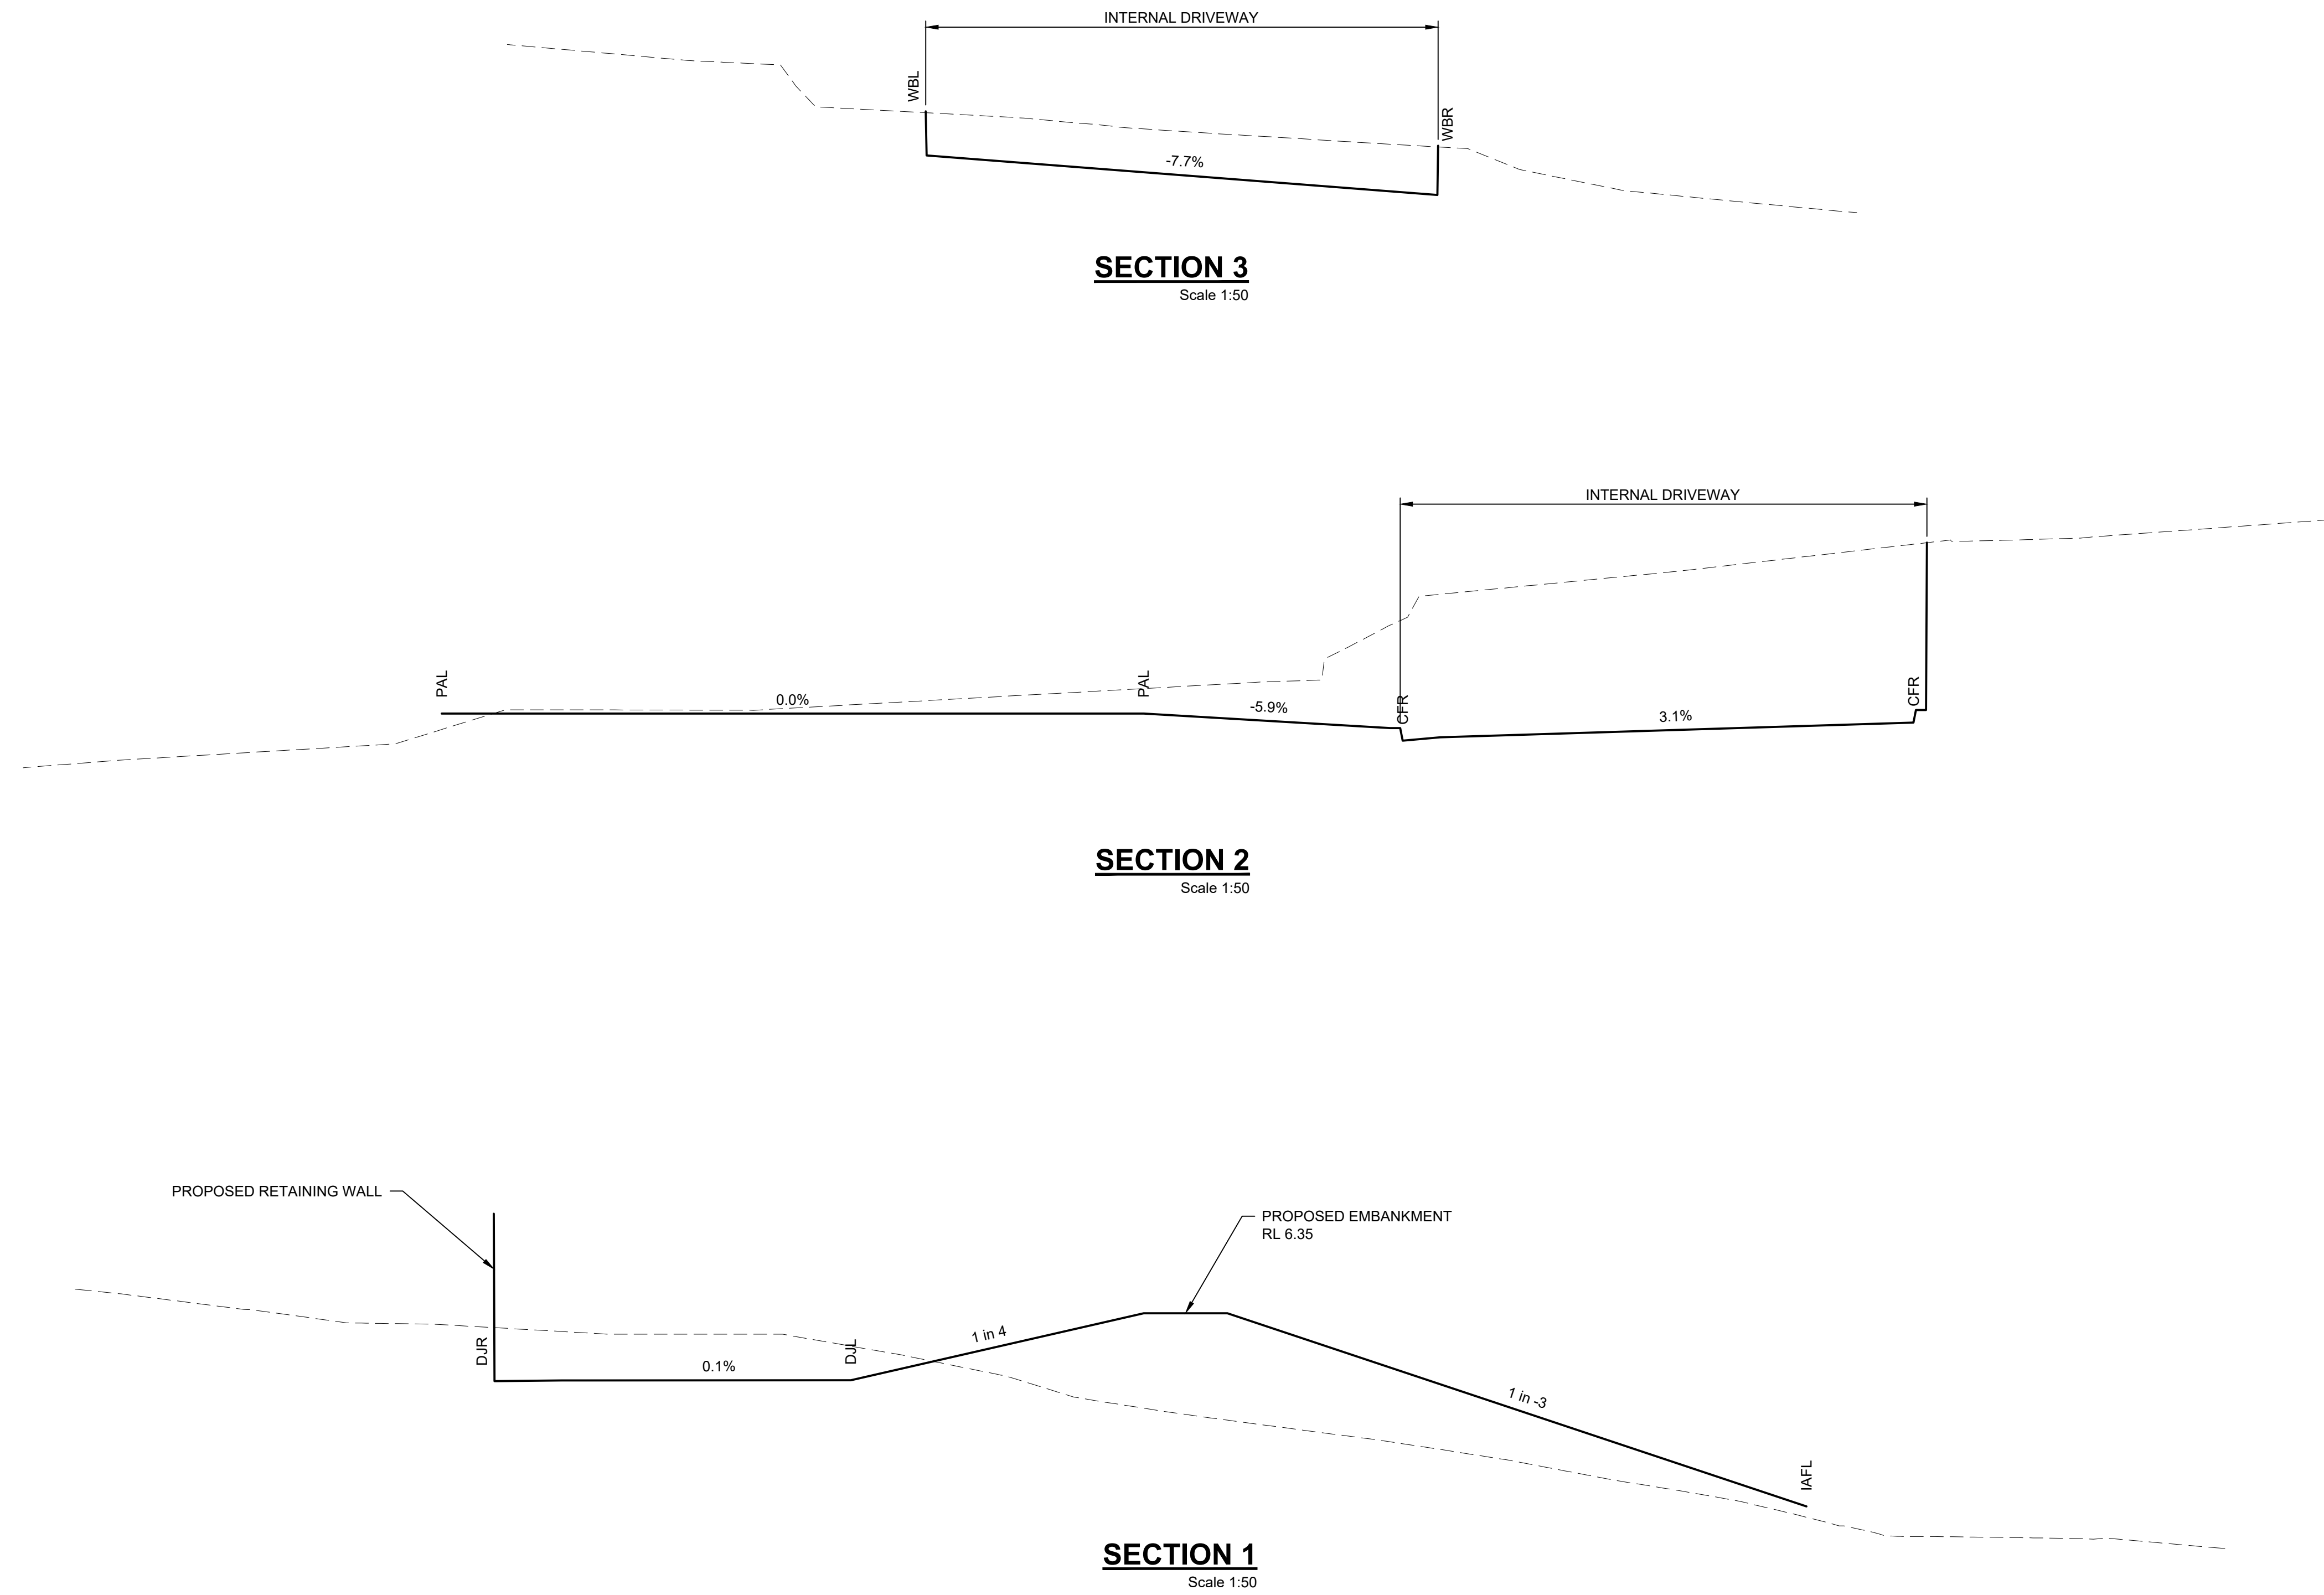 INTERNAL DRIVEWAY
WBL
WBR
-7.7%
SECTION 3
Scale 1:50
INTERNAL DRIVEWAY
PAL
0.0%
PAL
-5.9%
CFR
3.1%
CFR
SECTION 2
Scale 1:50
PROPOSED RETAINING WALL
PROPOSED EMBANKMENT
RL 6.35
DJR
0.1%
DJL
1 in 4
1 in -3
IAFL
SECTION 1
Scale 1:50